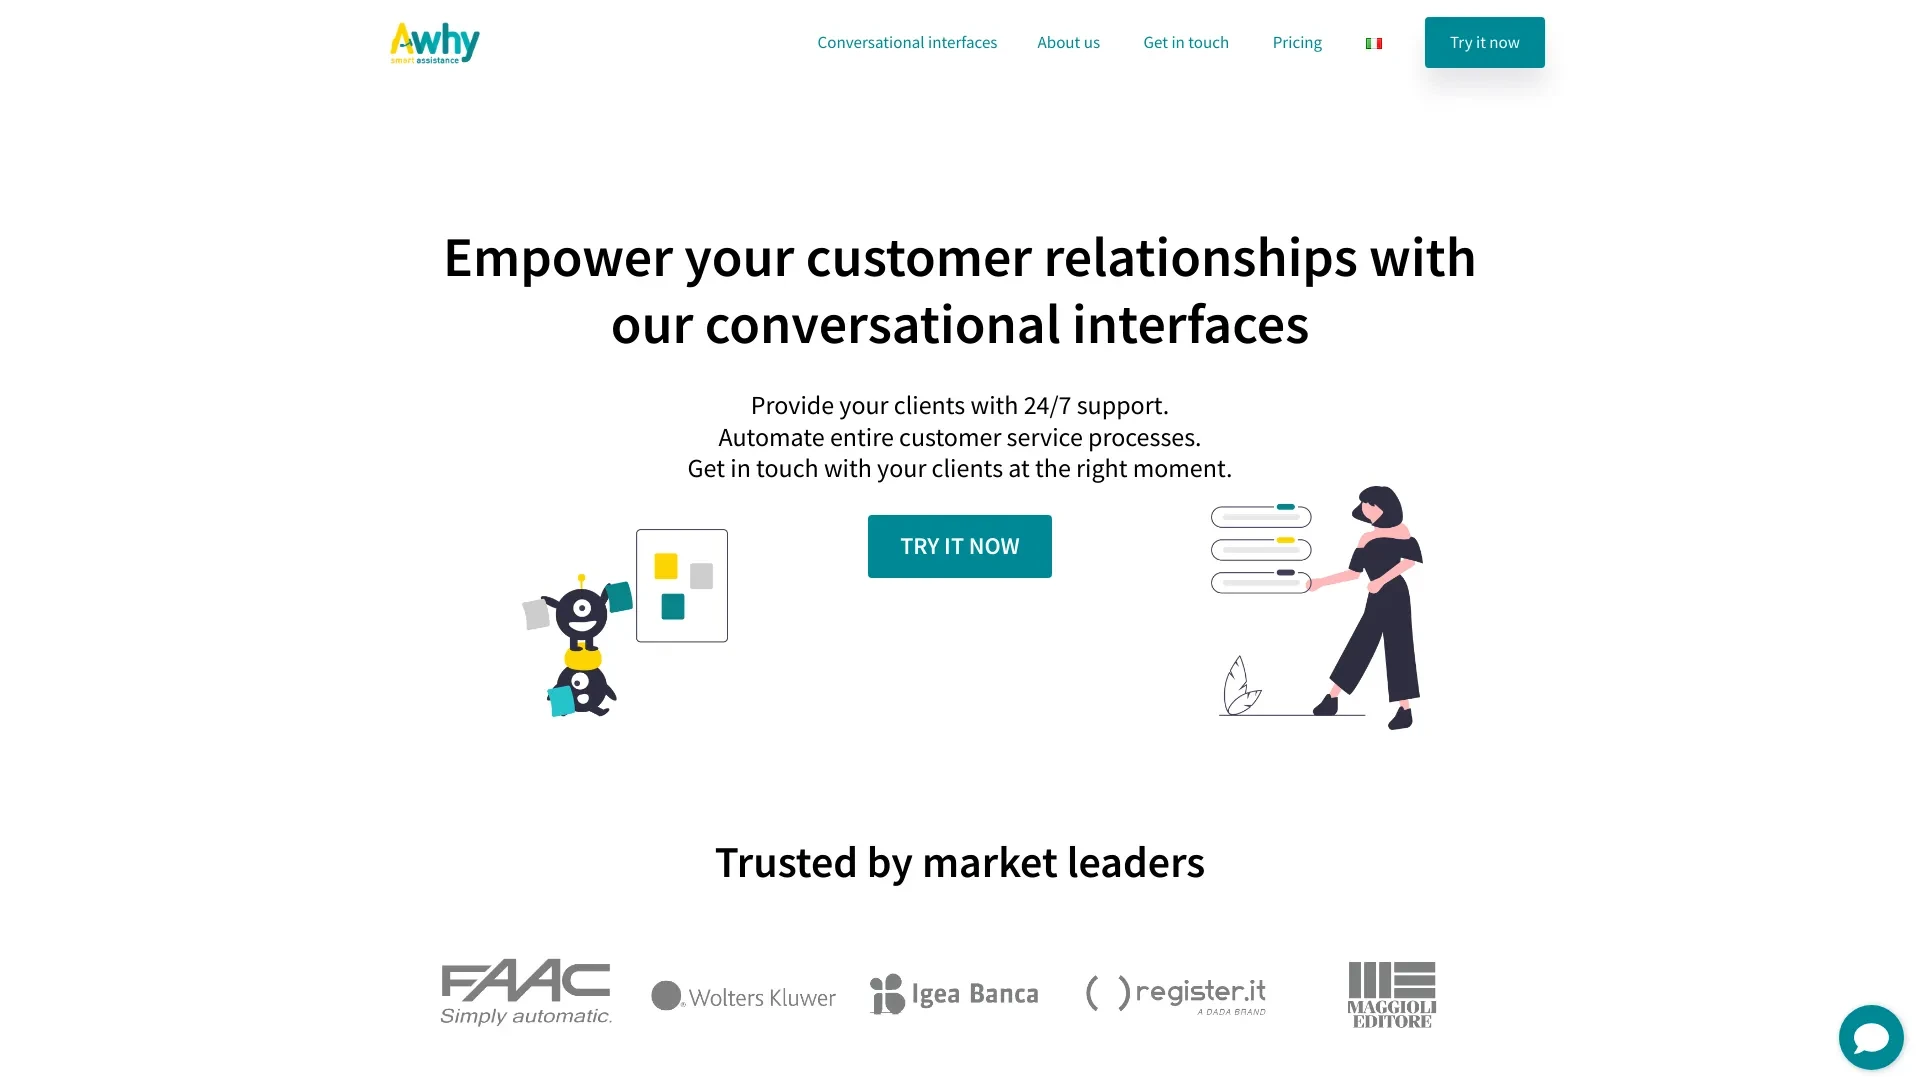 Awhy
smart assistance
Conversational interfaces
About us
Get in touch
Pricing
Try it now
Empower your customer relationships with
our conversational interfaces
Provide your clients with 24/7 support.
Automate entire customer service processes.
Get in touch with your clients at the right moment.
TRY IT NOW
Trusted by market leaders
FAAC
Simply automatic.
® Wolters Kluwer
Igea Banca
register.it
A DADA BRAND
MAGGIOLI
EDITORE